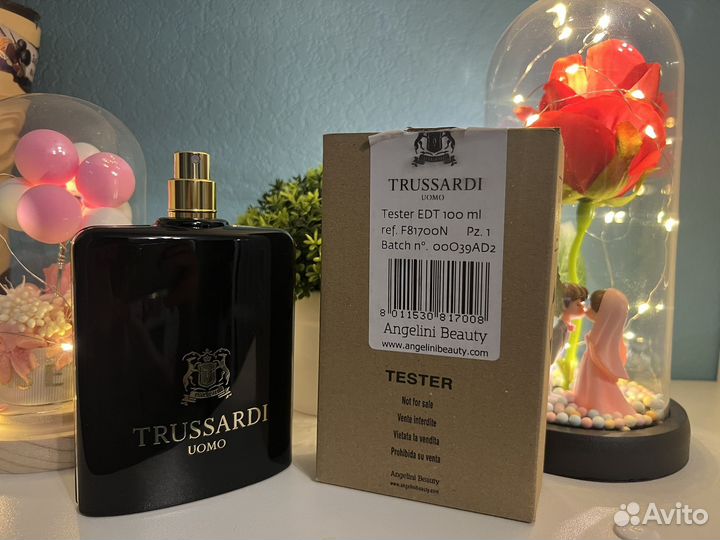 TRUSSARDI
UOMO
TRUSSARDI
UOMO
Tester EDT 100 ml
ref. F81700N Pz. 1
Batch n°. 00O39AD2
8 011530 817008
Angelini Beauty
www.angelinibeauty.com
TESTER
Not for sale
Vente interdite
Vietata la vendita
Prohibida su venta
Angelini Beauty
www.angelinibeauty.com
Avito